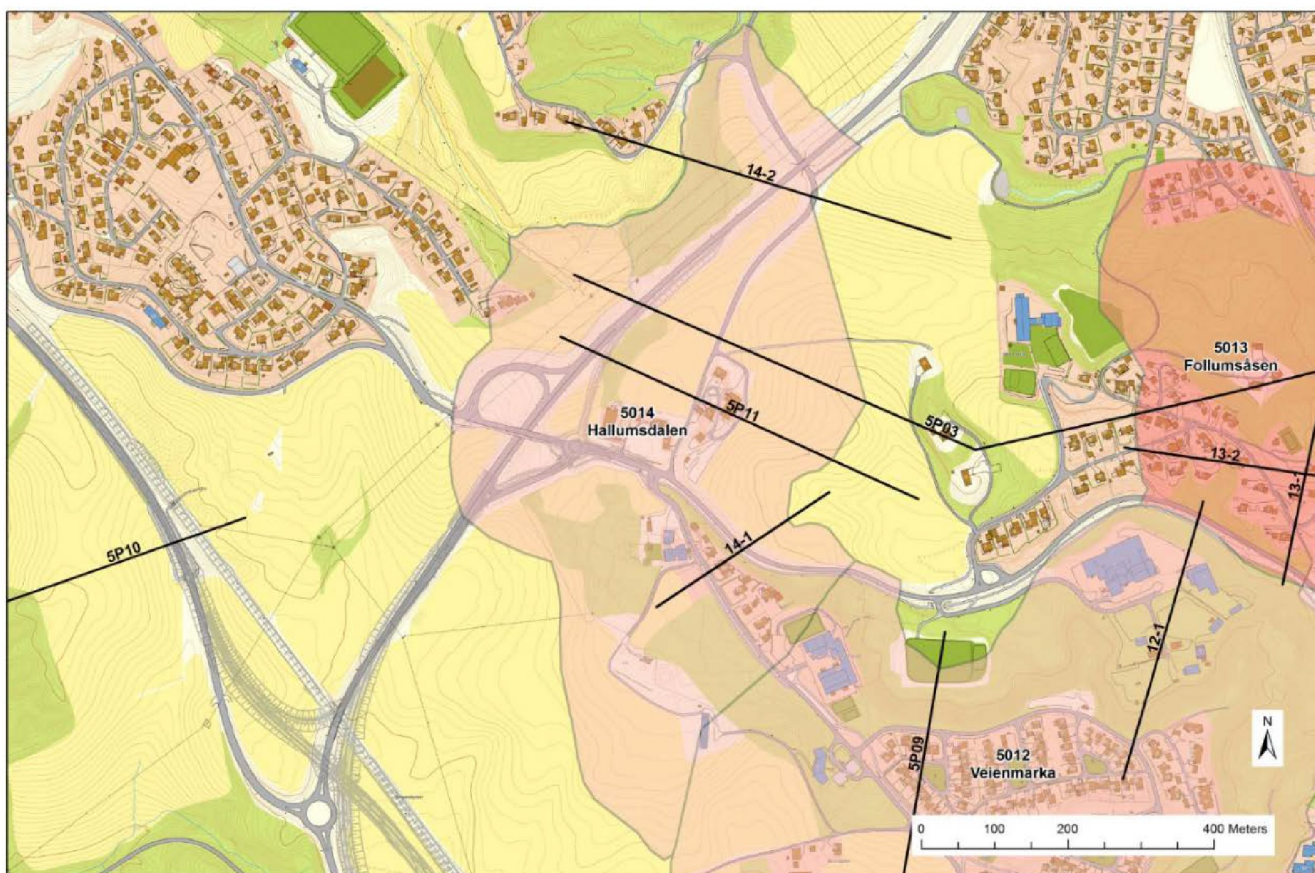 14-2
5013
Follumsåsen
5014
Hallumsdalen
5P11
5P03
13-2
13-1
14-1
5P10
12-1
5P09
5012
Veienmarka
N
0 100 200 400 Meters